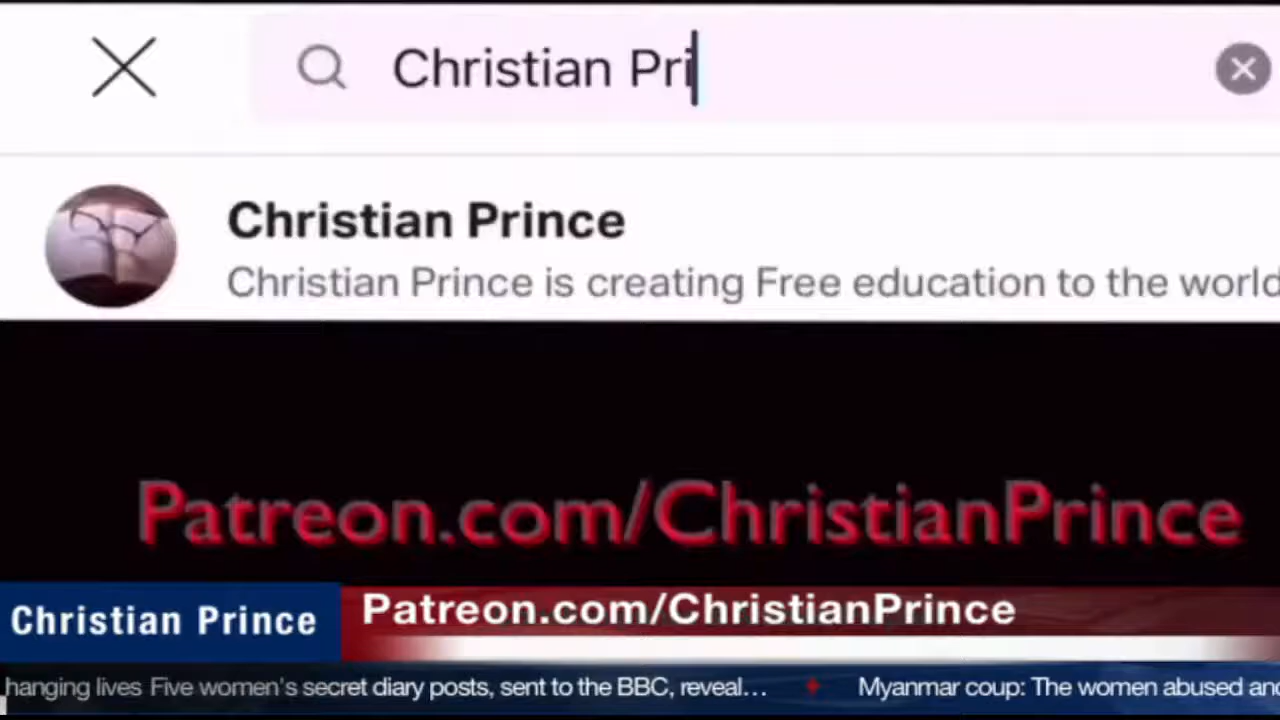 Christian Pri
Christian Prince
Christian Prince is creating Free education to the world
Patreon.com/ChristianPrince
Christian Prince
Patreon.com/ChristianPrince
hanging lives Five women's secret diary posts, sent to the BBC, reveal... Myanmar coup: The women abused and